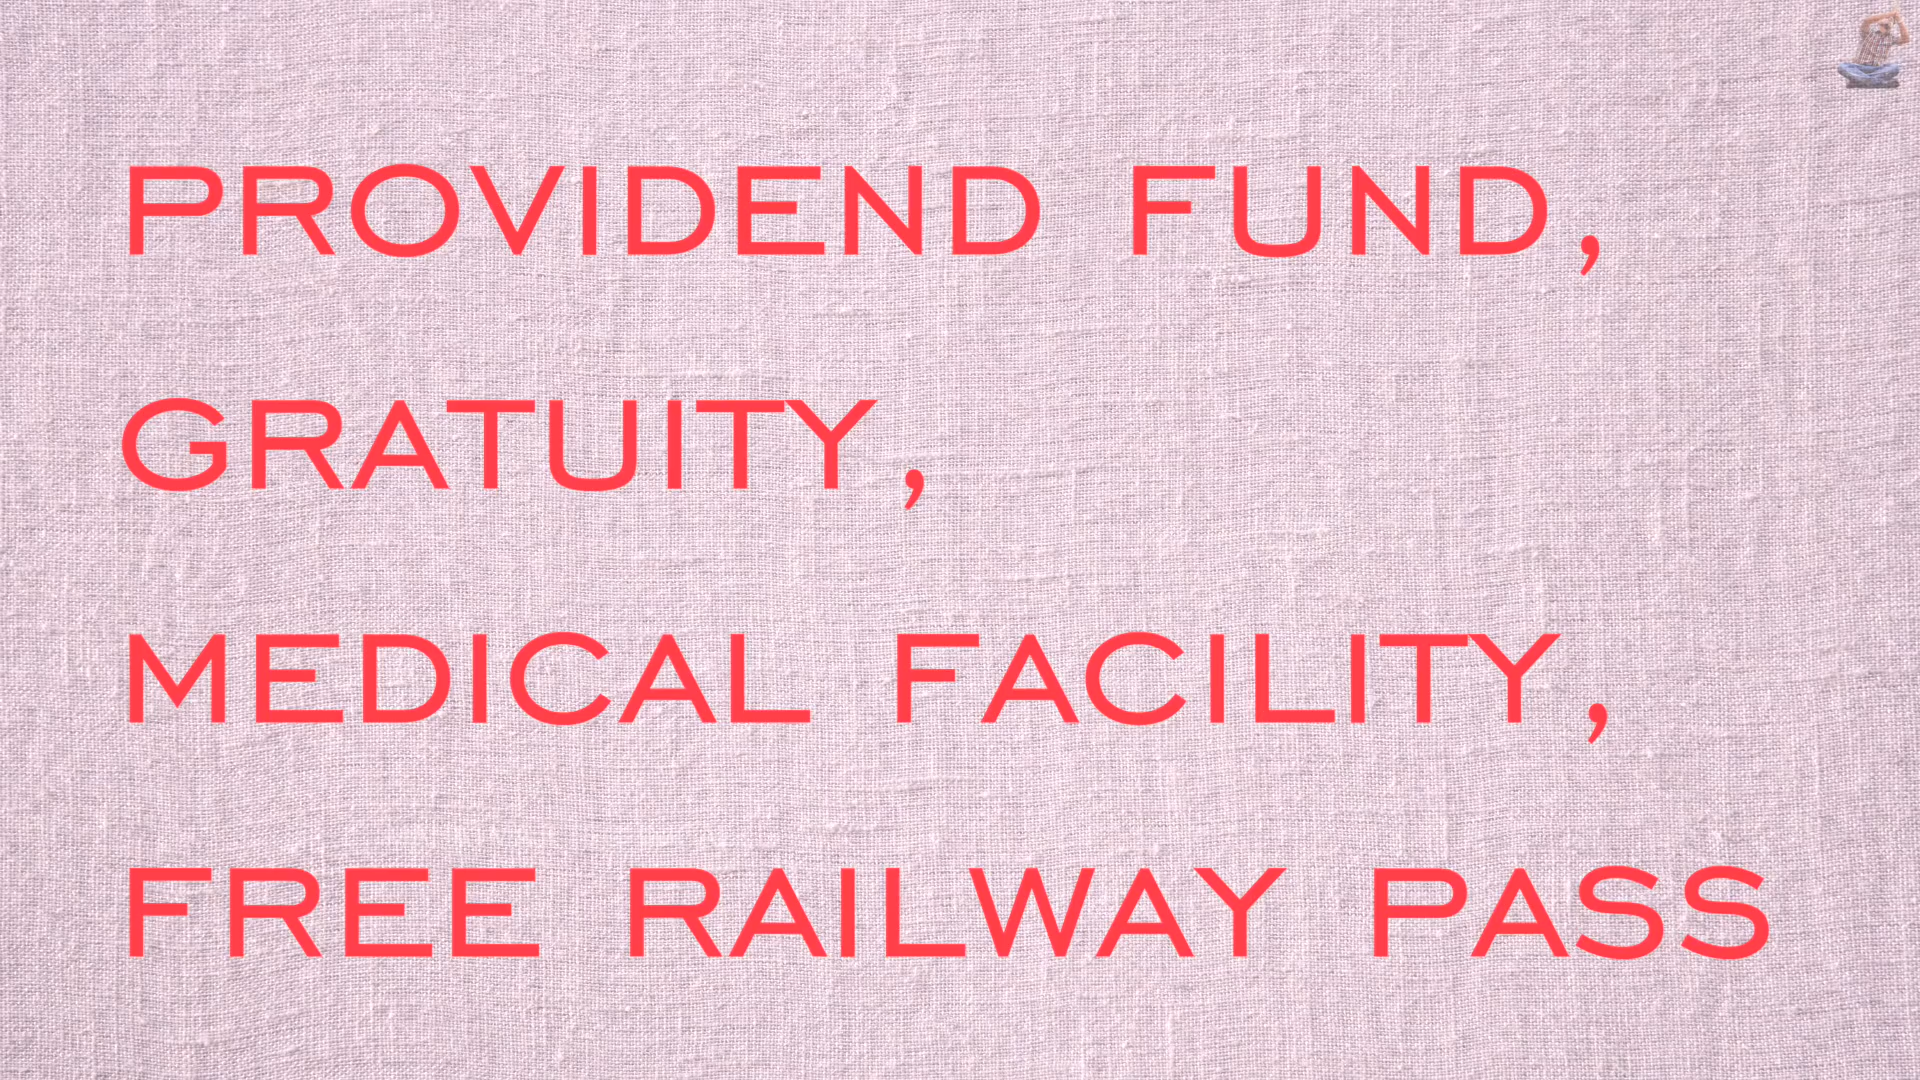 PROVIDEND FUND,
GRATUITY,
MEDICAL FACILITY,
FREE RAILWAY PASS